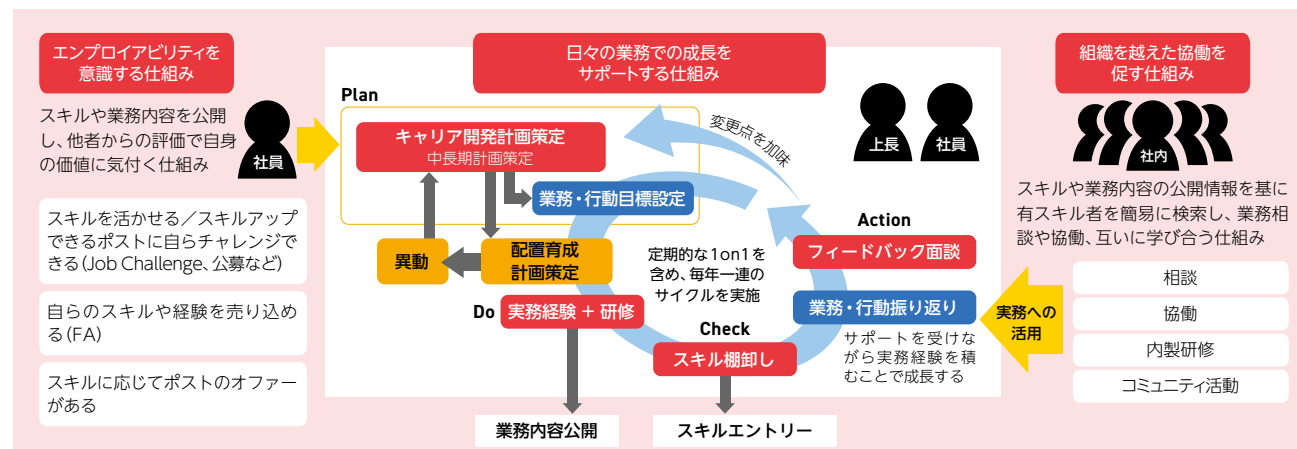 エンプロイアビリティを
意識する仕組み
スキルや業務内容を公開
し、他者からの評価で自身
の価値に気付く仕組み
社員
スキルを活かせる／スキルアップ
できるポストに自らチャレンジで
きる（Job Challenge、公募など）
自らのスキルや経験を売り込め
る（FA）
スキルに応じてポストのオファー
がある
日々の業務での成長を
サポートする仕組み
Plan
キャリア開発計画策定
中長期計画策定
業務・行動目標設定
変更点を加味
上長
社員
異動
配置育成
計画策定
定期的な1on1を
含め、毎年一連の
サイクルを実施
Action
フィードバック面談
Do
実務経験 ＋ 研修
業務・行動振り返り
Check
スキル棚卸し
サポートを受けな
がら実務経験を積
むことで成長する
業務内容公開
スキルエントリー
組織を越えた協働を
促す仕組み
社内
スキルや業務内容の公開情報を基に
有スキル者を簡易に検索し、業務相
談や協働、互いに学び合う仕組み
実務への
活用
相談
協働
内製研修
コミュニティ活動